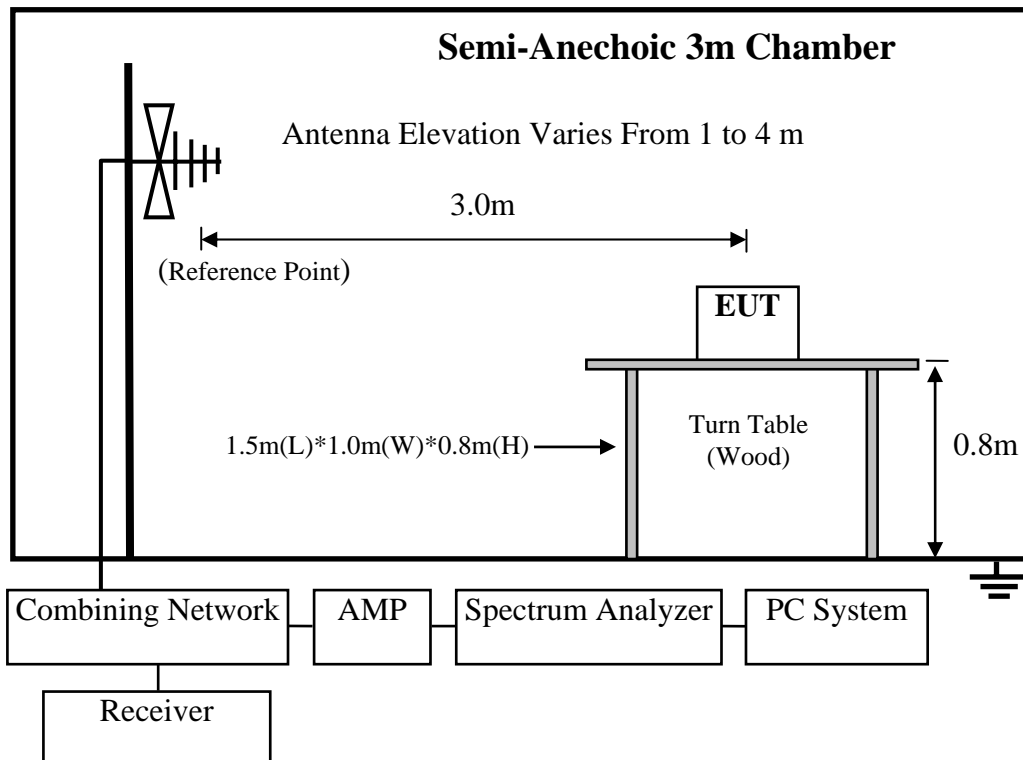 Semi-Anechoic 3m Chamber
Antenna Elevation Varies From 1 to 4 m
3.0m
(Reference Point)
EUT
1.5m(L)*1.0m(W)*0.8m(H)
Turn Table
(Wood)
0.8m
Combining Network
AMP
Spectrum Analyzer
PC System
Receiver